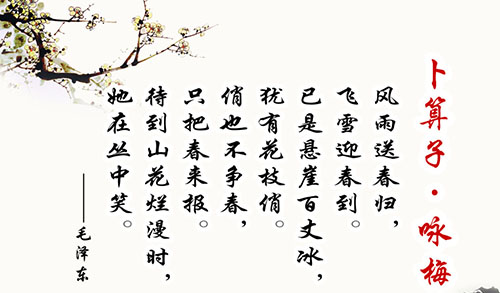 卜算子·咏梅
风雨送春归，
飞雪迎春到。
已是悬崖百丈冰，
犹有花枝俏。
俏也不争春，
只把春来报。
待到山花烂漫时，
她在丛中笑。
——毛泽东